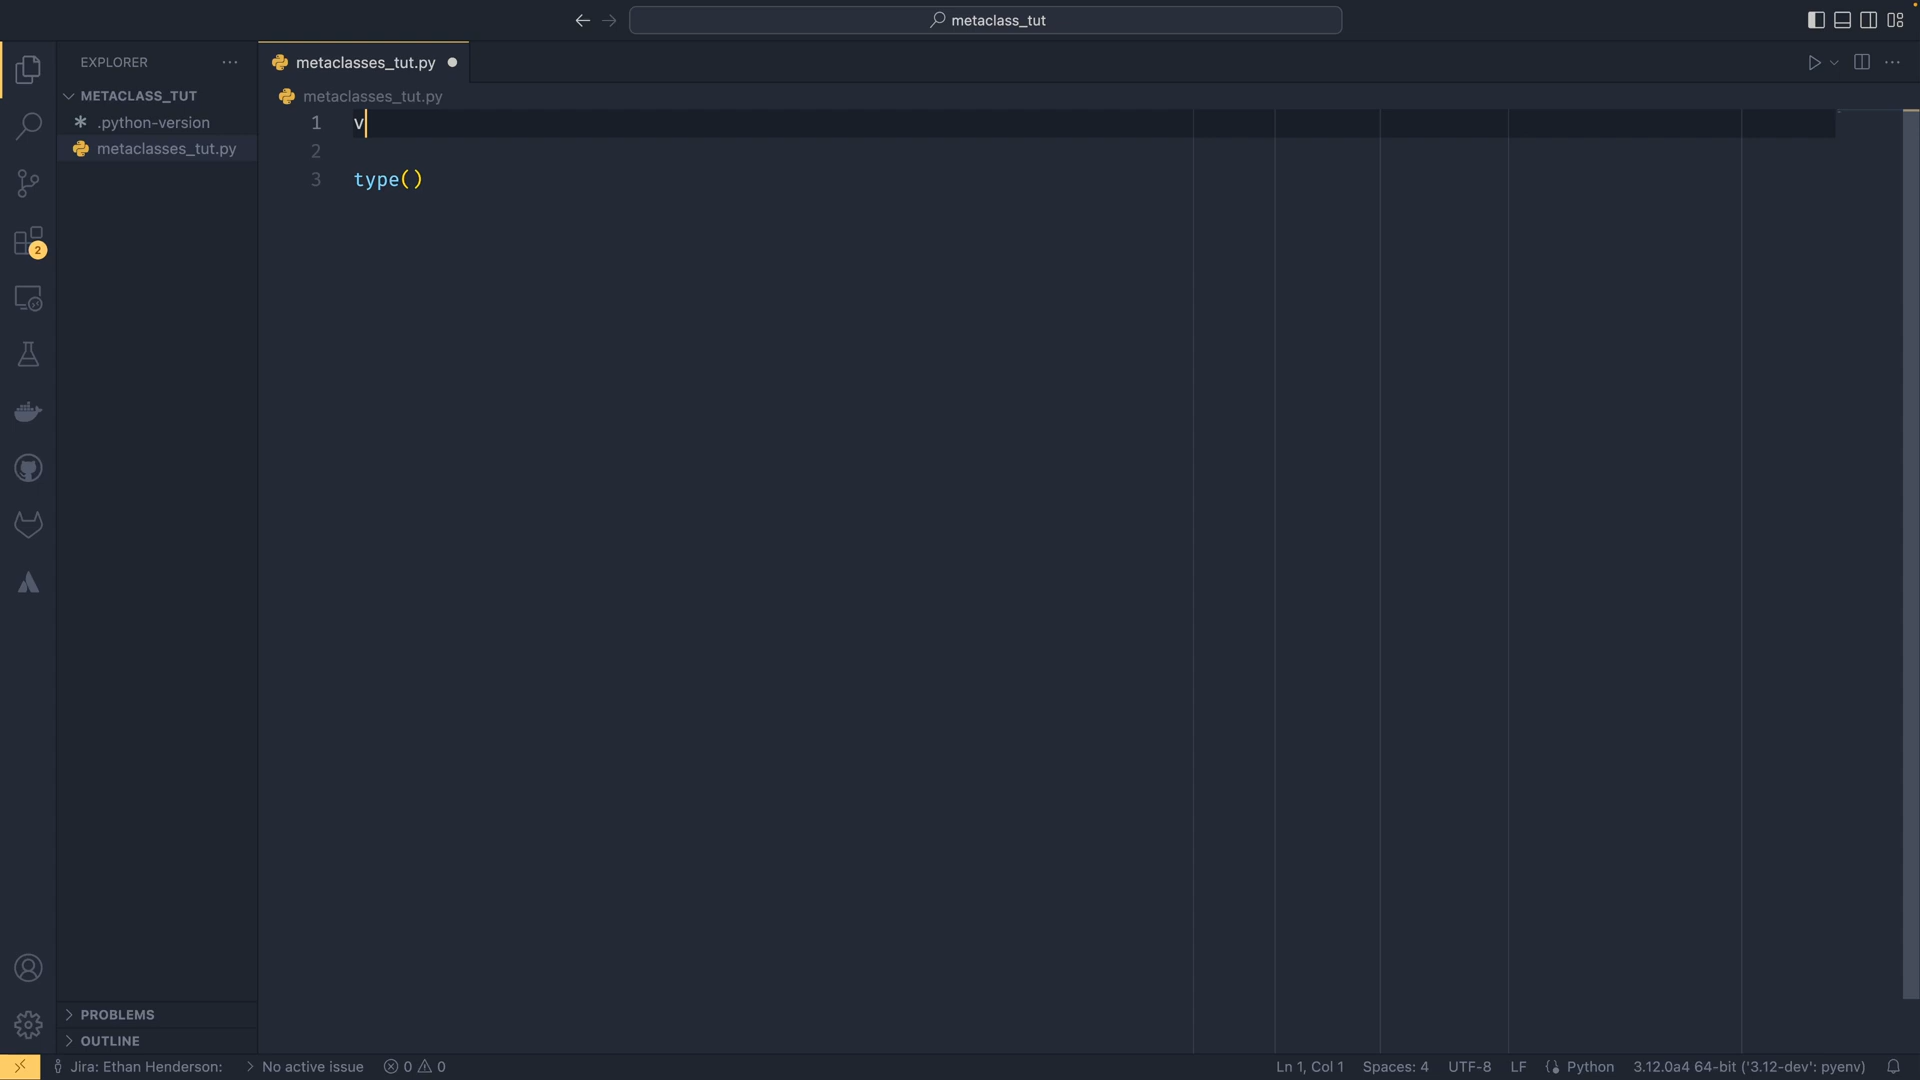 metaclass_tut
EXPLORER
metaclasses_tut.py
METACLASS_TUT
metaclasses_tut.py
.python-version
1 v
metaclasses_tut.py
2
3 type()
2
PROBLEMS
OUTLINE
Jira: Ethan Henderson: No active issue 0 0 Ln 1, Col 1 Spaces: 4 UTF-8 LF Python 3.12.0a4 64-bit ('3.12-dev': pyenv)